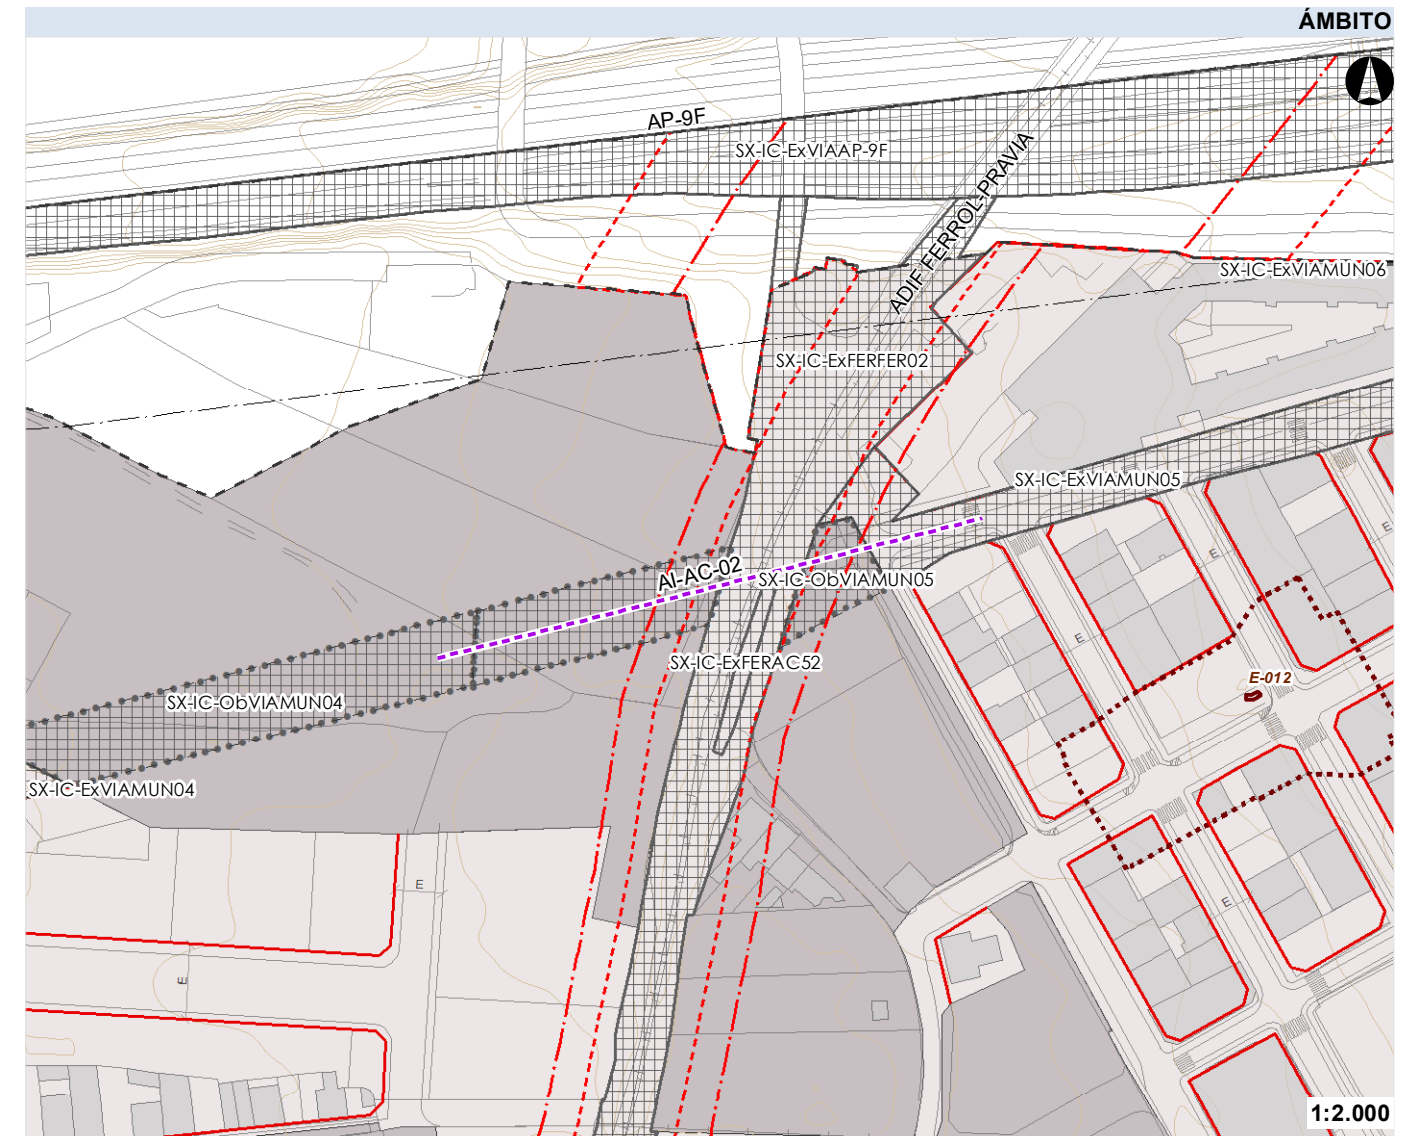 ÁMBITO
AP-9F
SX-IC-ExVIAAP-9F
ADIF FERROL-PRAVIA
SX-IC-ExVIAMUN06
SX-IC-ExFERFER02
SX-IC-ExVIAMUN05
E
AI-AC-02
SX-IC-ObVIAMUN05
E
E
SX-IC-ExFERAC52
E-012
SX-IC-ObVIAMUN04
SX-IC-ExVIAMUN04
E
E
E
1:2.000